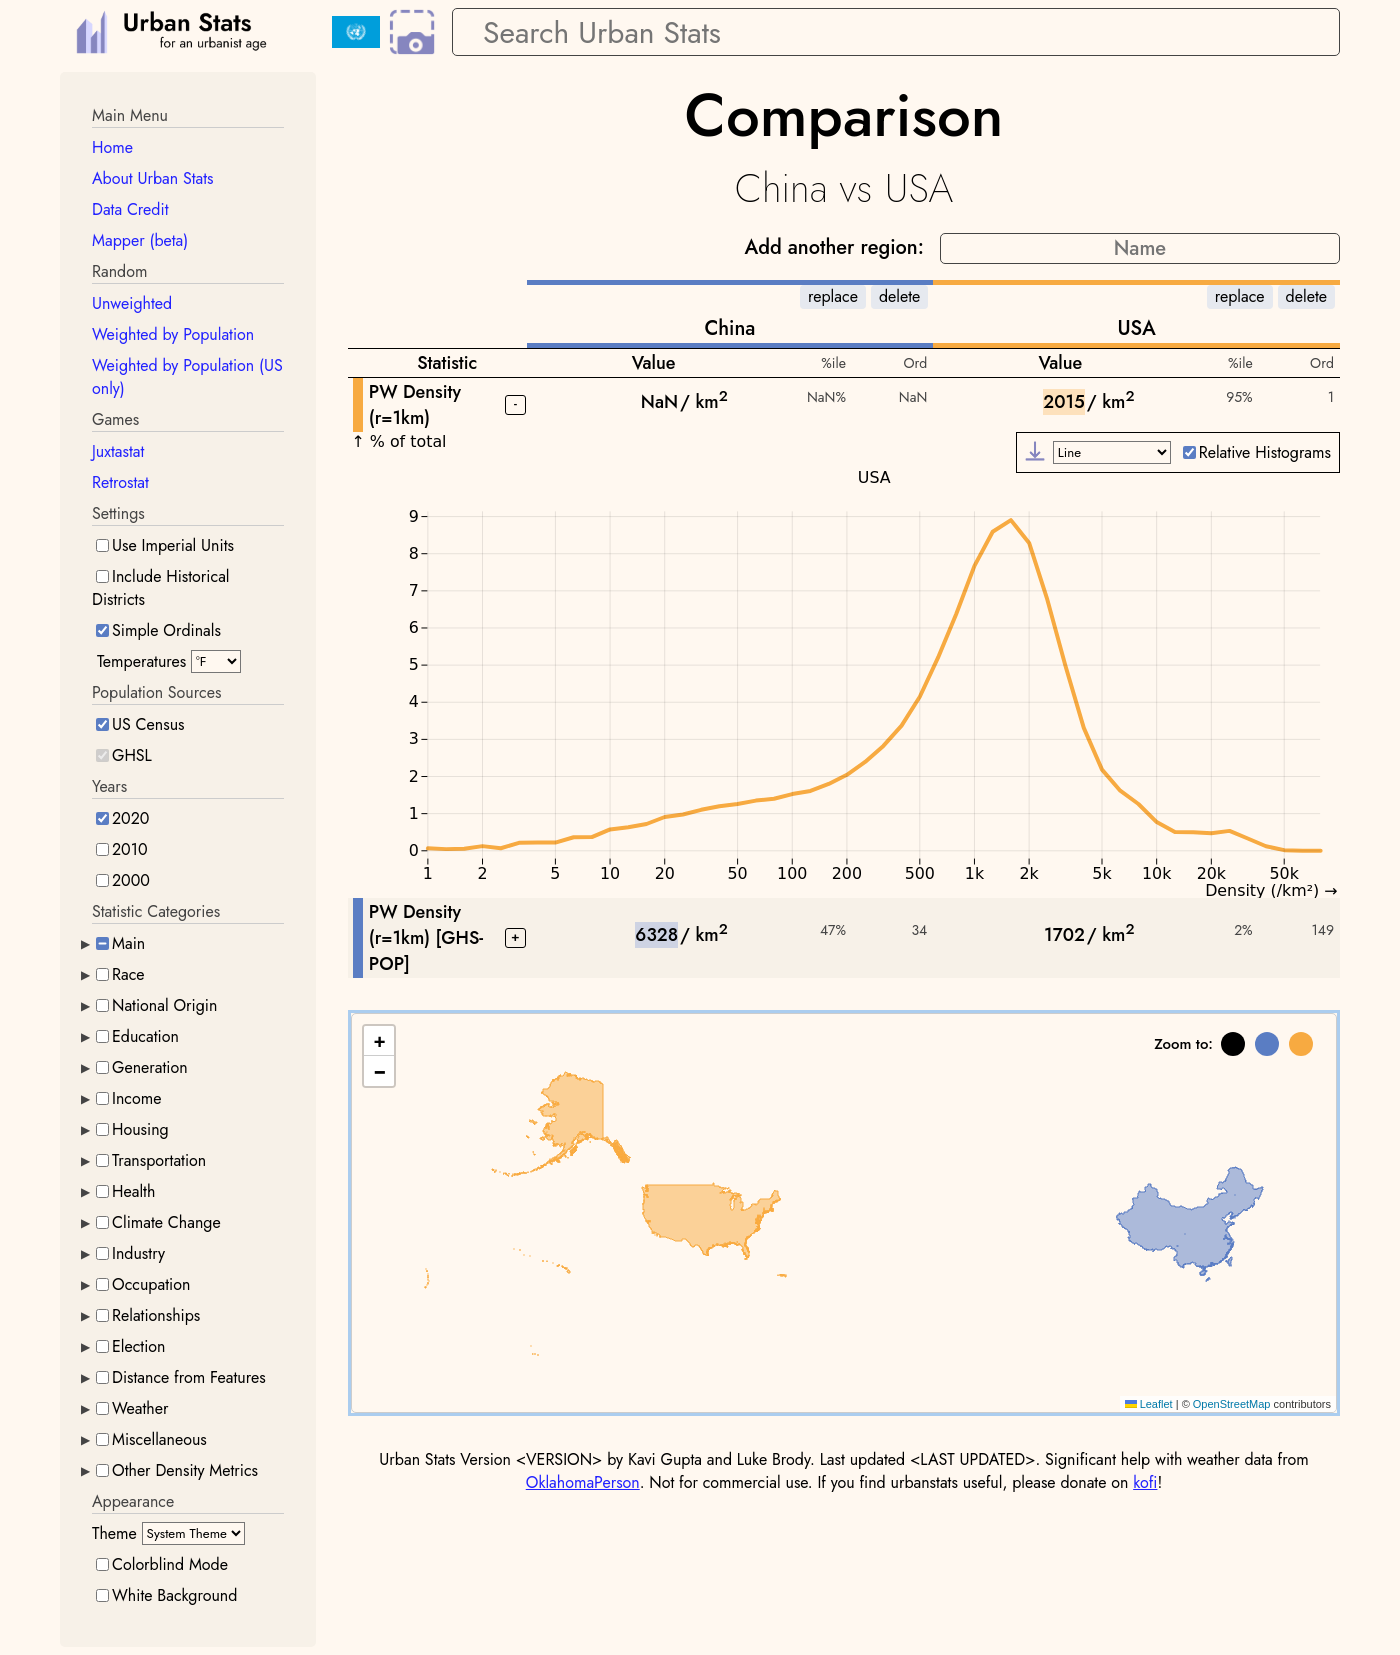 Urban Stats
for an urbanist age
Search Urban Stats
Main Menu
Home
About Urban Stats
Data Credit
Mapper (beta)
Random
Unweighted
Weighted by Population
Weighted by Population (US
only)
Games
Juxtastat
Retrostat
Settings
Use Imperial Units
Include Historical
Districts
Simple Ordinals
Temperatures °F
Population Sources
US Census
GHSL
Years
2020
2010
2000
Statistic Categories
Main
Race
National Origin
Education
Generation
Income
Housing
Transportation
Health
Climate Change
Industry
Occupation
Relationships
Election
Distance from Features
Weather
Miscellaneous
Other Density Metrics
Appearance
Theme System Theme
Colorblind Mode
White Background
Comparison
China vs USA
Add another region: Name
replace delete replace delete
China USA
Statistic Value %ile Ord Value %ile Ord
PW Density
(r=1km) - NaN / km² NaN% NaN 2015 / km² 95% 1
↑ % of total
Line Relative Histograms
USA
9
8
7
6
5
4
3
2
1
0
1 2 5 10 20 50 100 200 500 1k 2k 5k 10k 20k 50k
Density (/km²) →
PW Density
(r=1km) [GHS-
POP] + 6328 / km² 47% 34 1702 / km² 2% 149
+
−
Zoom to:
Leaflet | © OpenStreetMap contributors
Urban Stats Version <VERSION> by Kavi Gupta and Luke Brody. Last updated <LAST UPDATED>. Significant help with weather data from
OklahomaPerson. Not for commercial use. If you find urbanstats useful, please donate on kofi!